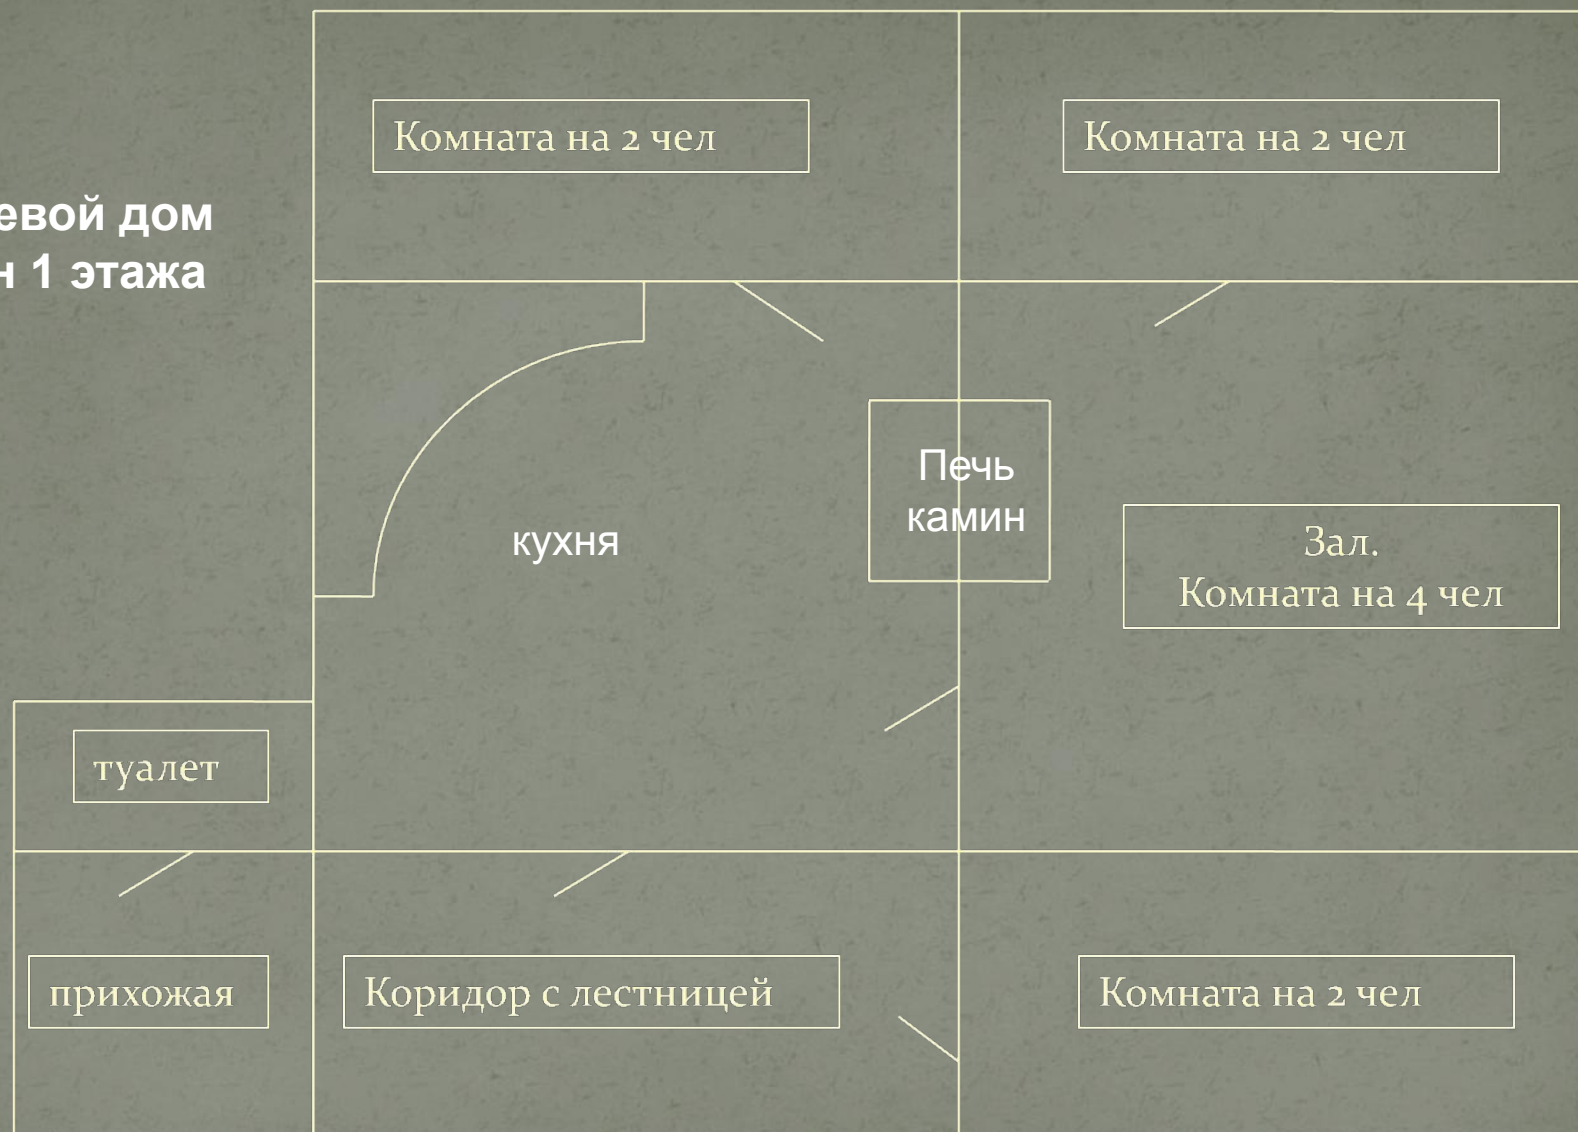 Комната на 2 чел
Комната на 2 чел
евой дом
н 1 этажа
Печь
камин
кухня
Зал.
Комната на 4 чел
туалет
прихожая
Коридор с лестницей
Комната на 2 чел